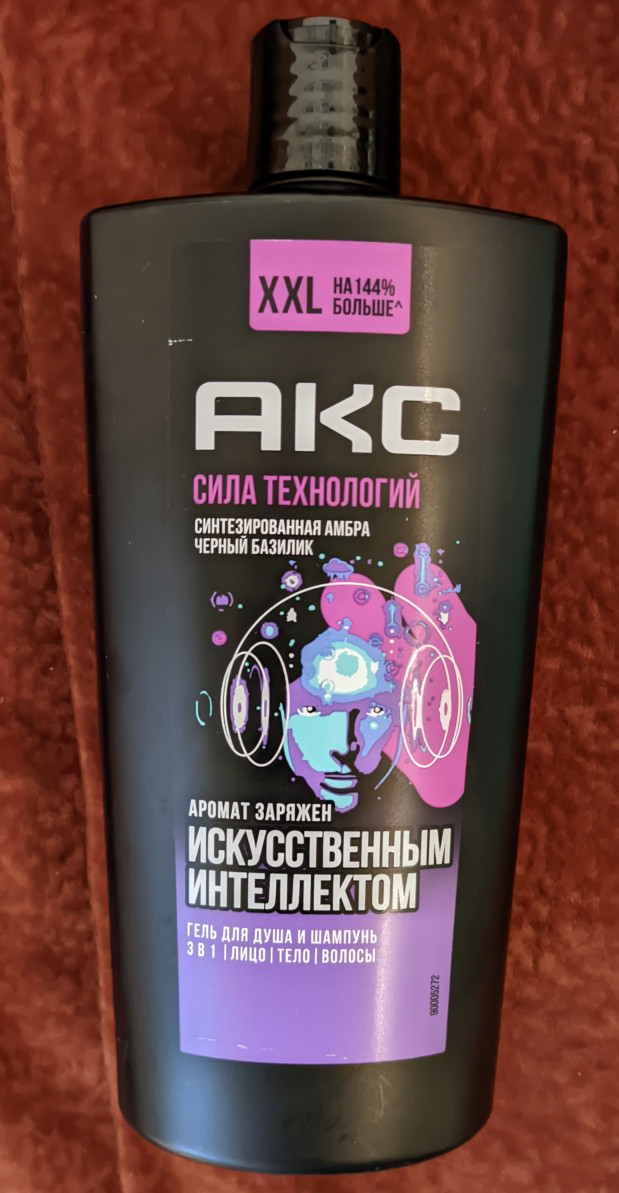 XXL
НА 144%
БОЛЬШЕ^
АКС
СИЛА ТЕХНОЛОГИЙ
СИНТЕЗИРОВАННАЯ АМБРА
ЧЕРНЫЙ БАЗИЛИК
АРОМАТ ЗАРЯЖЕН
ИСКУССТВЕННЫМ
ИНТЕЛЛЕКТОМ
ГЕЛЬ ДЛЯ ДУША И ШАМПУНЬ
3 В 1 | ЛИЦО | ТЕЛО | ВОЛОСЫ
90005272